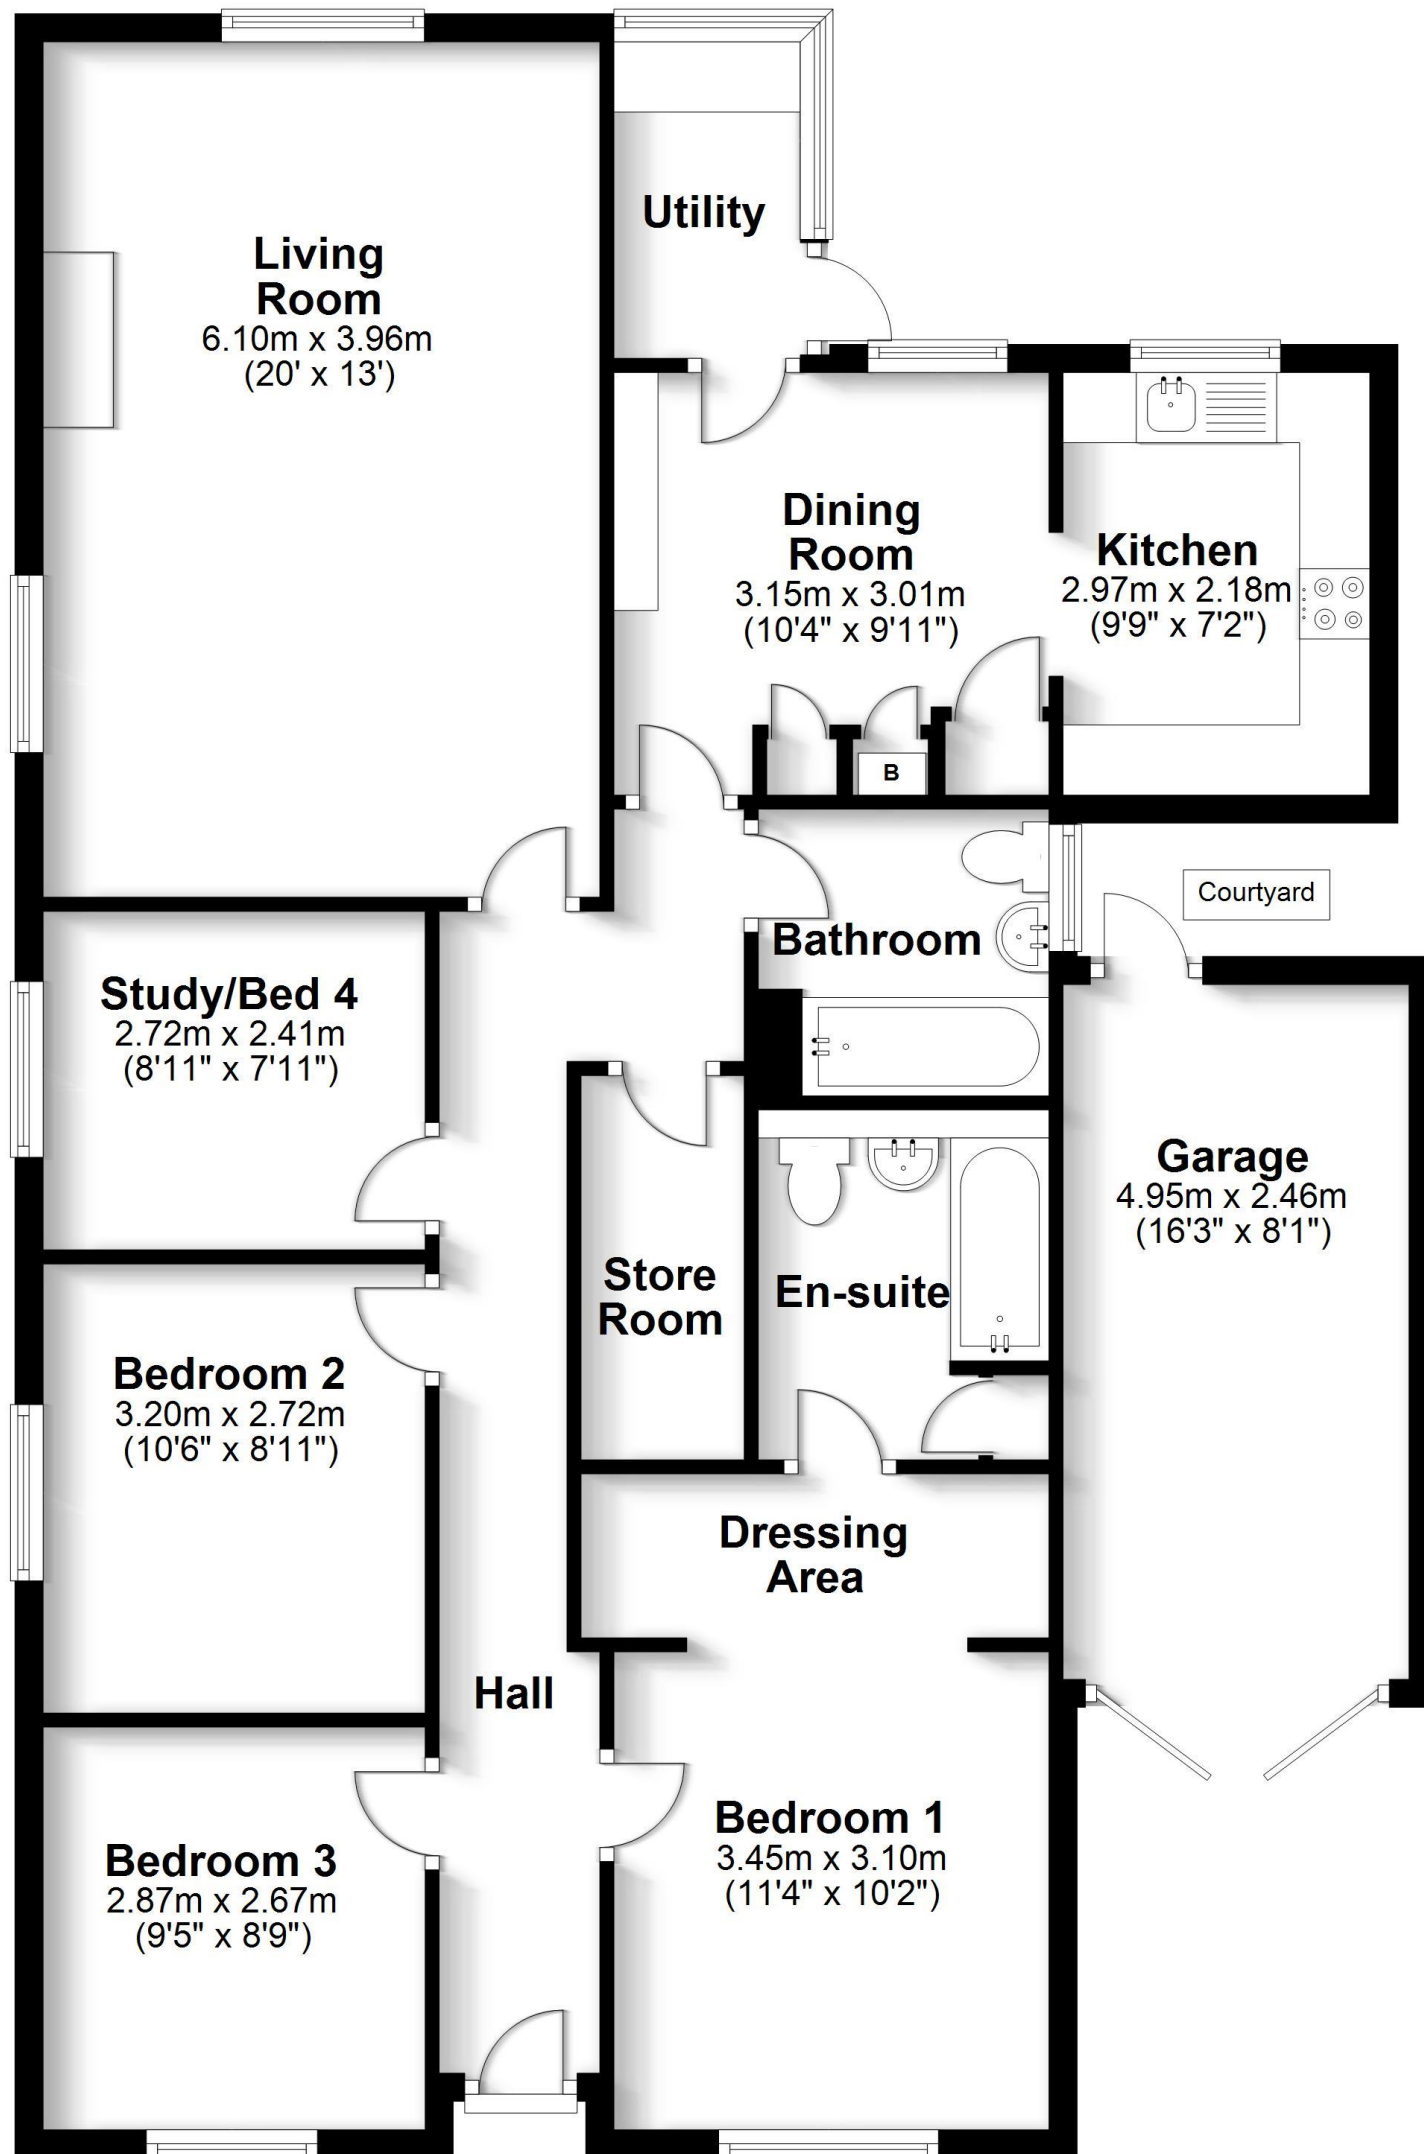 Utility
Living
Room
6.10m x 3.96m
(20' x 13')
Dining
Room
3.15m x 3.01m
(10'4" x 9'11")
Kitchen
2.97m x 2.18m
(9'9" x 7'2")
B
Courtyard
Bathroom
Study/Bed 4
2.72m x 2.41m
(8'11" x 7'11")
Garage
4.95m x 2.46m
(16'3" x 8'1")
Store
Room
En-suite
Bedroom 2
3.20m x 2.72m
(10'6" x 8'11")
Dressing
Area
Hall
Bedroom 1
3.45m x 3.10m
(11'4" x 10'2")
Bedroom 3
2.87m x 2.67m
(9'5" x 8'9")